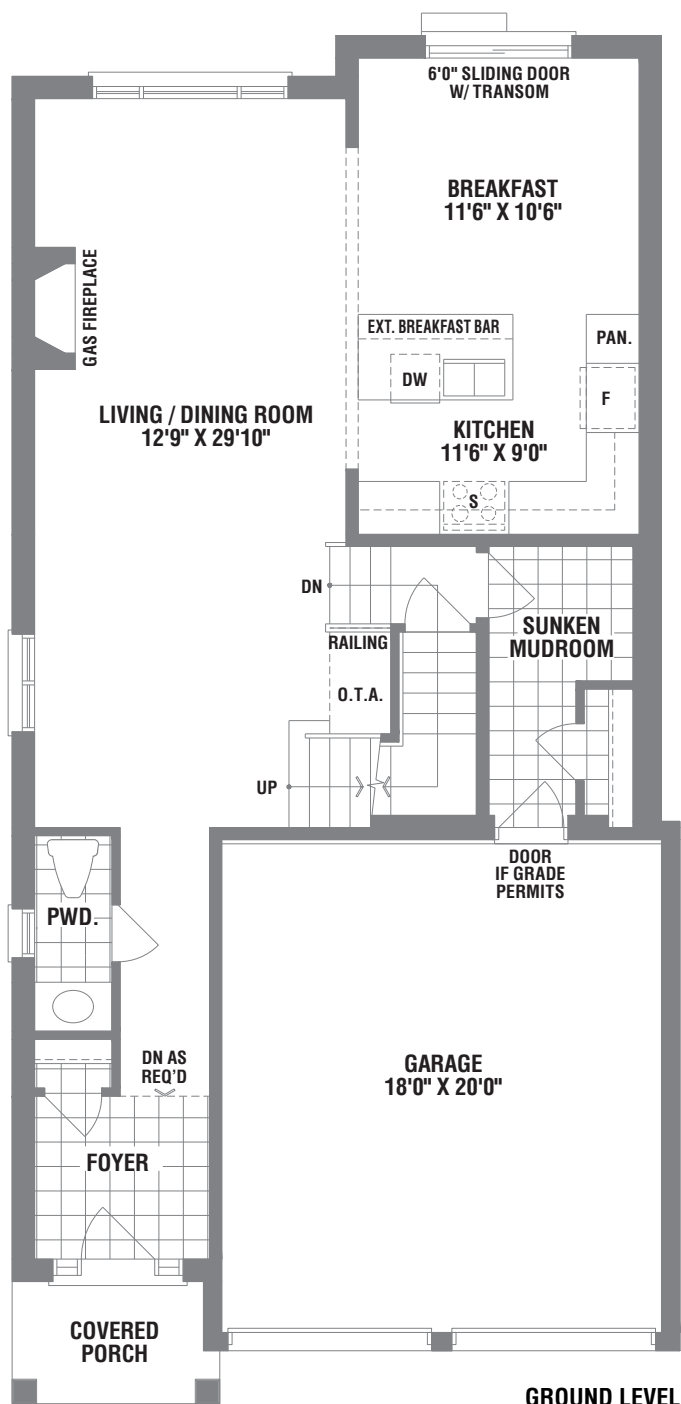 6'0" SLIDING DOOR
W/ TRANSOM
BREAKFAST
11'6" X 10'6"
GAS FIREPLACE
EXT. BREAKFAST BAR
PAN.
DW
F
LIVING / DINING ROOM
12'9" X 29'10"
KITCHEN
11'6" X 9'0"
S
DN
SUNKEN
MUDROOM
RAILING
O.T.A.
UP
DOOR
IF GRADE
PERMITS
PWD.
DN AS
REQ'D
GARAGE
18'0" X 20'0"
FOYER
COVERED
PORCH
GROUND LEVEL